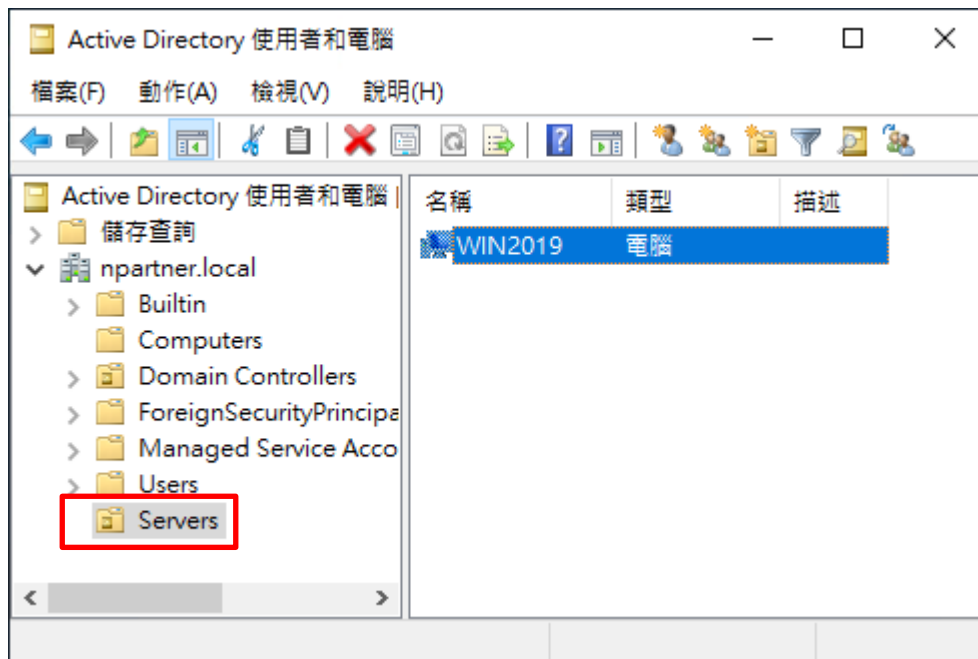 Active Directory 使用者和電腦
檔案(F) 動作(A) 檢視(V) 說明(H)
Active Directory 使用者和電腦
儲存查詢
npartner.local
Builtin
Computers
Domain Controllers
ForeignSecurityPrincipa
Managed Service Acco
Users
Servers
名稱 類型 描述
WIN2019 電腦